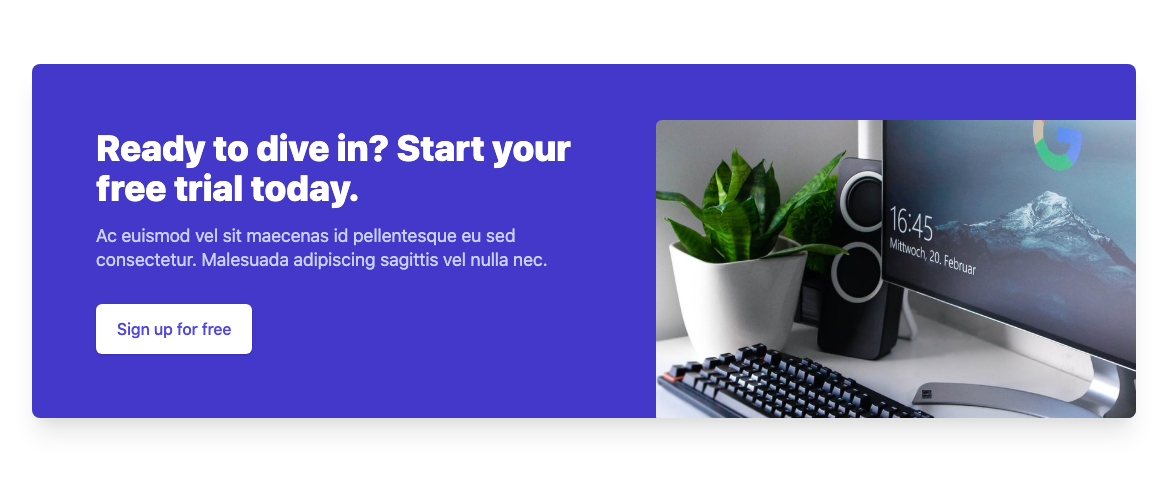 Ready to dive in? Start your
free trial today.
Ac euismod vel sit maecenas id pellentesque eu sed
consectetur. Malesuada adipiscing sagittis vel nulla nec.
Sign up for free
16:45
Mittwoch, 20. Februar